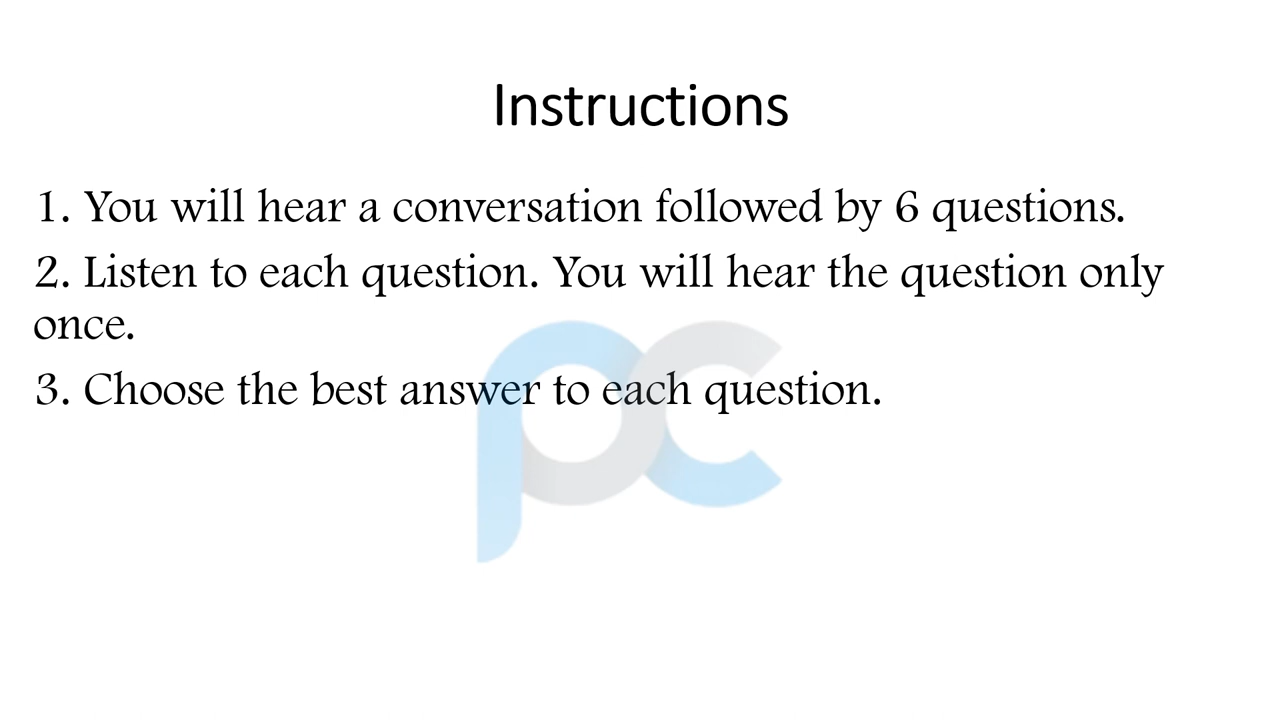 Instructions
1. You will hear a conversation followed by 6 questions.
2. Listen to each question. You will hear the question only
once.
3. Choose the best answer to each question.
pc